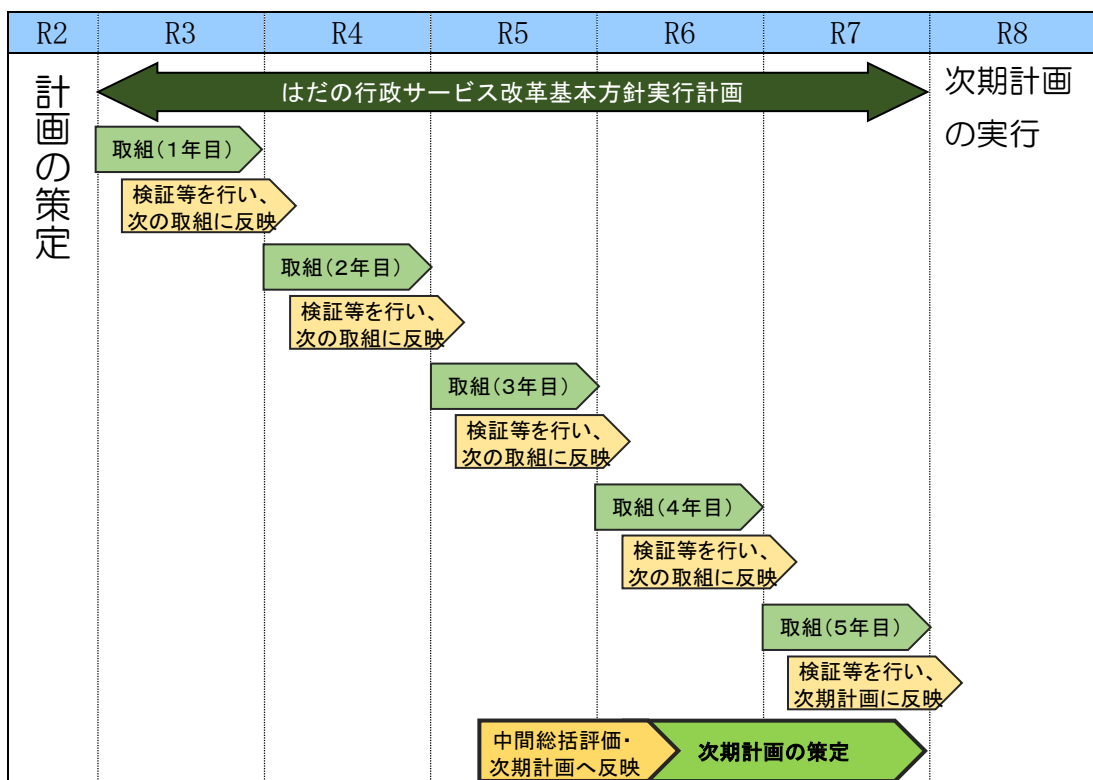 R2 R3 R4 R5 R6 R7 R8
計画の策定
はだの行政サービス改革基本方針実行計画
次期計画
の実行
取組(1年目)
検証等を行い、
次の取組に反映
取組(2年目)
検証等を行い、
次の取組に反映
取組(3年目)
検証等を行い、
次の取組に反映
取組(4年目)
検証等を行い、
次の取組に反映
取組(5年目)
検証等を行い、
次期計画に反映
中間総括評価・
次期計画へ反映
次期計画の策定